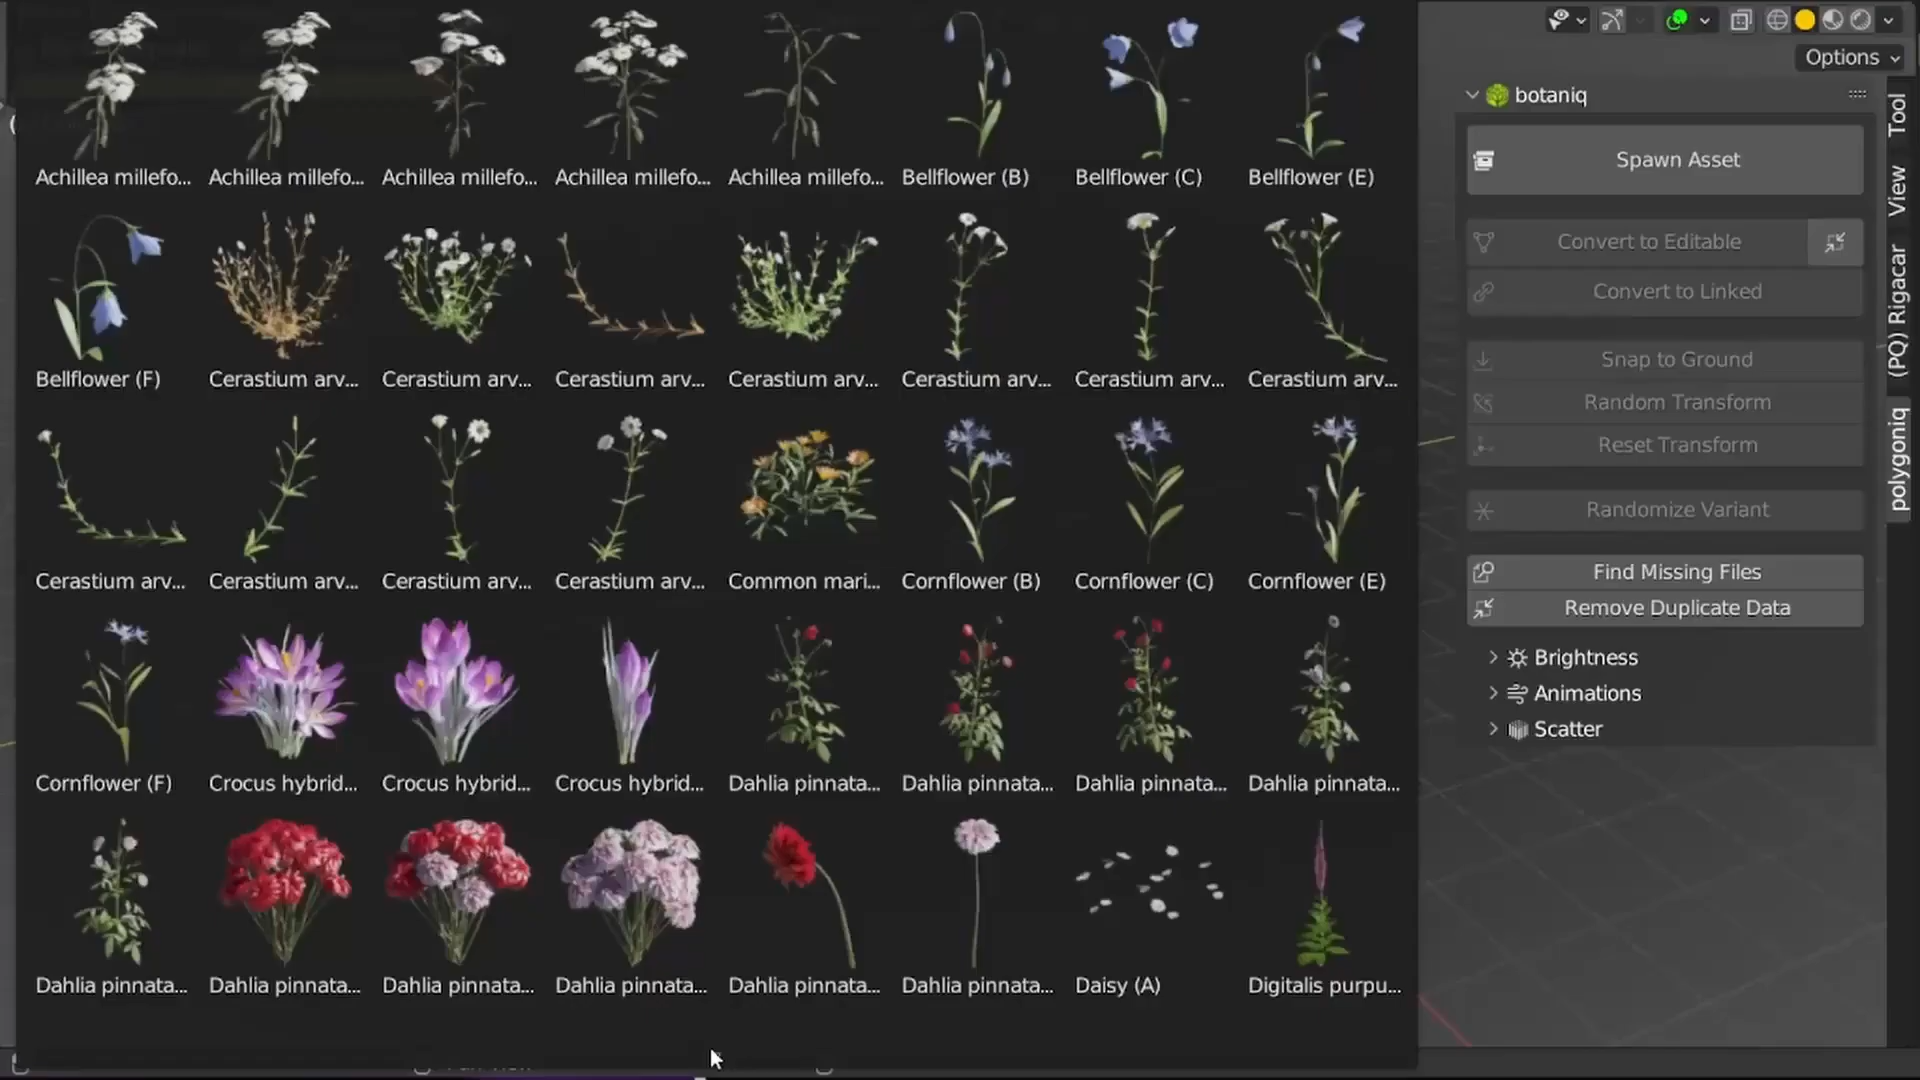 Options
botaniq
Spawn Asset
Convert to Editable
Convert to Linked
Snap to Ground
Random Transform
Reset Transform
Randomize Variant
Find Missing Files
Remove Duplicate Data
Brightness
Animations
Scatter
Tool
View
(PQ) Rigacar
polygoniq
Achillea millefo...
Achillea millefo...
Achillea millefo...
Achillea millefo...
Achillea millefo...
Bellflower (B)
Bellflower (C)
Bellflower (E)
Bellflower (F)
Cerastium arv...
Cerastium arv...
Cerastium arv...
Cerastium arv...
Cerastium arv...
Cerastium arv...
Cerastium arv...
Cerastium arv...
Cerastium arv...
Cerastium arv...
Cerastium arv...
Common mari...
Cornflower (B)
Cornflower (C)
Cornflower (E)
Cornflower (F)
Crocus hybrid...
Crocus hybrid...
Crocus hybrid...
Dahlia pinnata...
Dahlia pinnata...
Dahlia pinnata...
Dahlia pinnata...
Dahlia pinnata...
Dahlia pinnata...
Dahlia pinnata...
Dahlia pinnata...
Dahlia pinnata...
Dahlia pinnata...
Daisy (A)
Digitalis purpu...